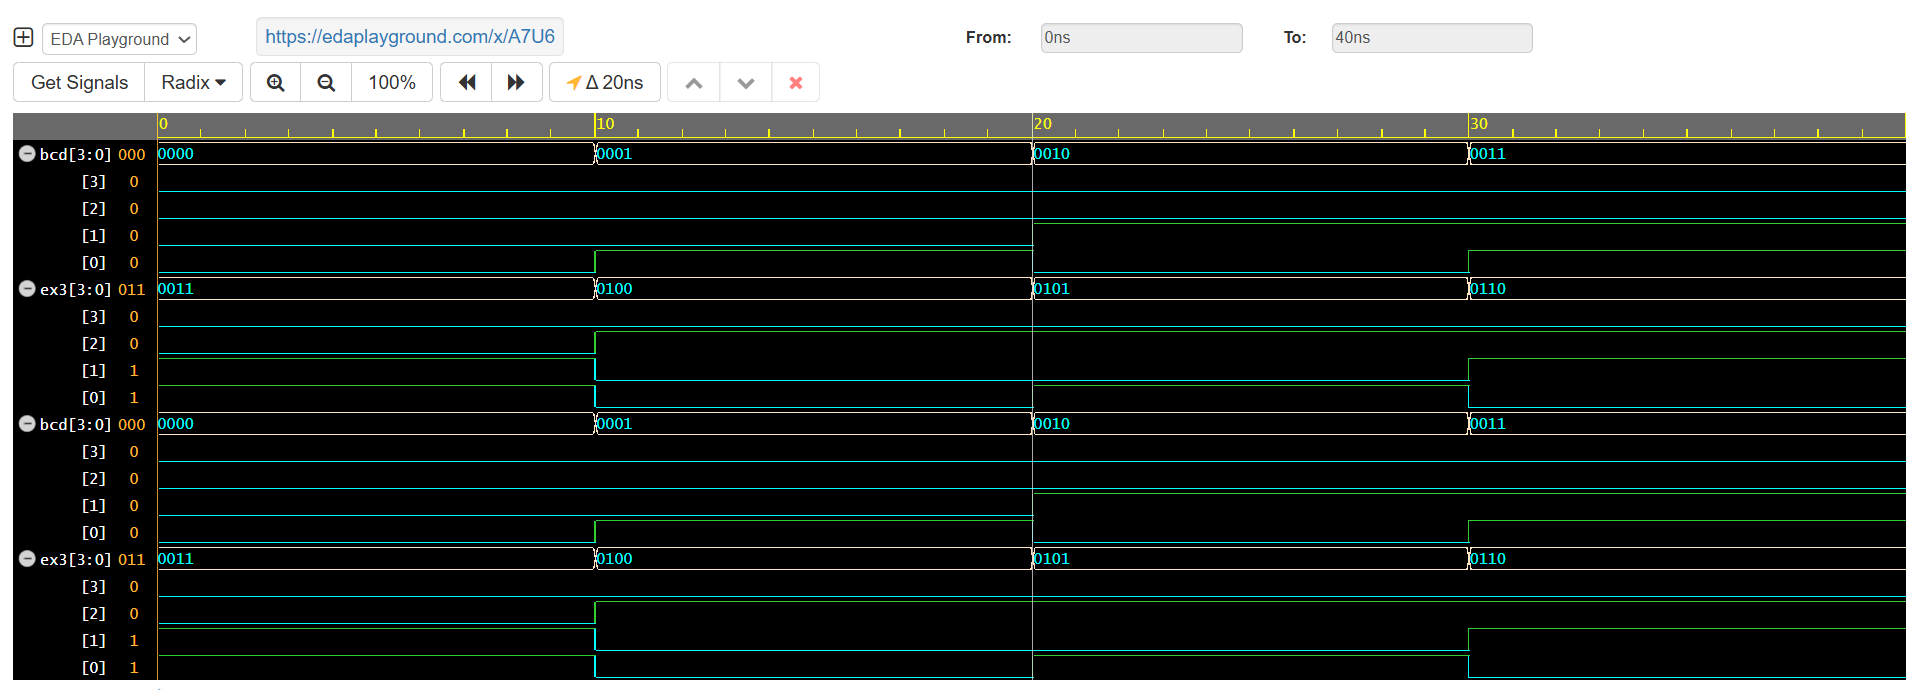 EDA Playground https://edaplayground.com/x/A7U6 From: 0ns To: 40ns
Get Signals Radix 100% Δ 20ns
0 10 20 30
bcd[3:0] 000 0000 0001 0010 0011
[3] 0
[2] 0
[1] 0
[0] 0
ex3[3:0] 011 0011 0100 0101 0110
[3] 0
[2] 0
[1] 1
[0] 1
bcd[3:0] 000 0000 0001 0010 0011
[3] 0
[2] 0
[1] 0
[0] 0
ex3[3:0] 011 0011 0100 0101 0110
[3] 0
[2] 0
[1] 1
[0] 1